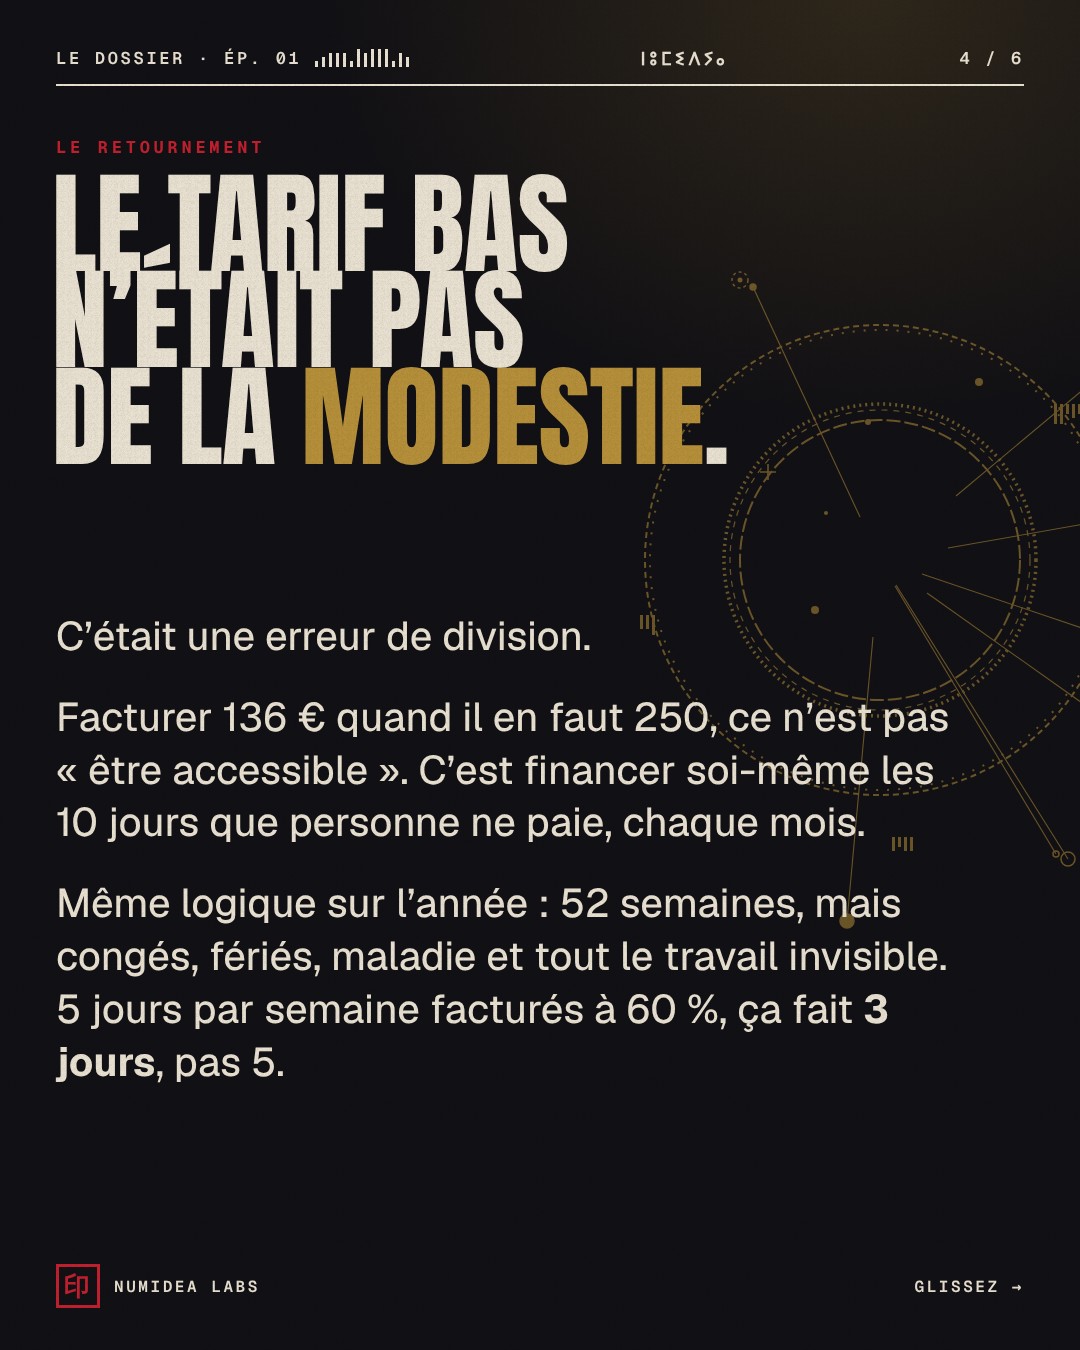 LE DOSSIER · ÉP. 01
ⵏⵓⵎⵉⴷⵢⴰ
4 / 6
LE RETOURNEMENT
LE TARIF BAS
N’ÉTAIT PAS
DE LA MODESTIE.
C’était une erreur de division.
Facturer 136 € quand il en faut 250, ce n’est pas
« être accessible ». C’est financer soi-même les
10 jours que personne ne paie, chaque mois.
Même logique sur l’année : 52 semaines, mais
congés, fériés, maladie et tout le travail invisible.
5 jours par semaine facturés à 60 %, ça fait 3
jours, pas 5.
印
NUMIDEA LABS
GLISSEZ →